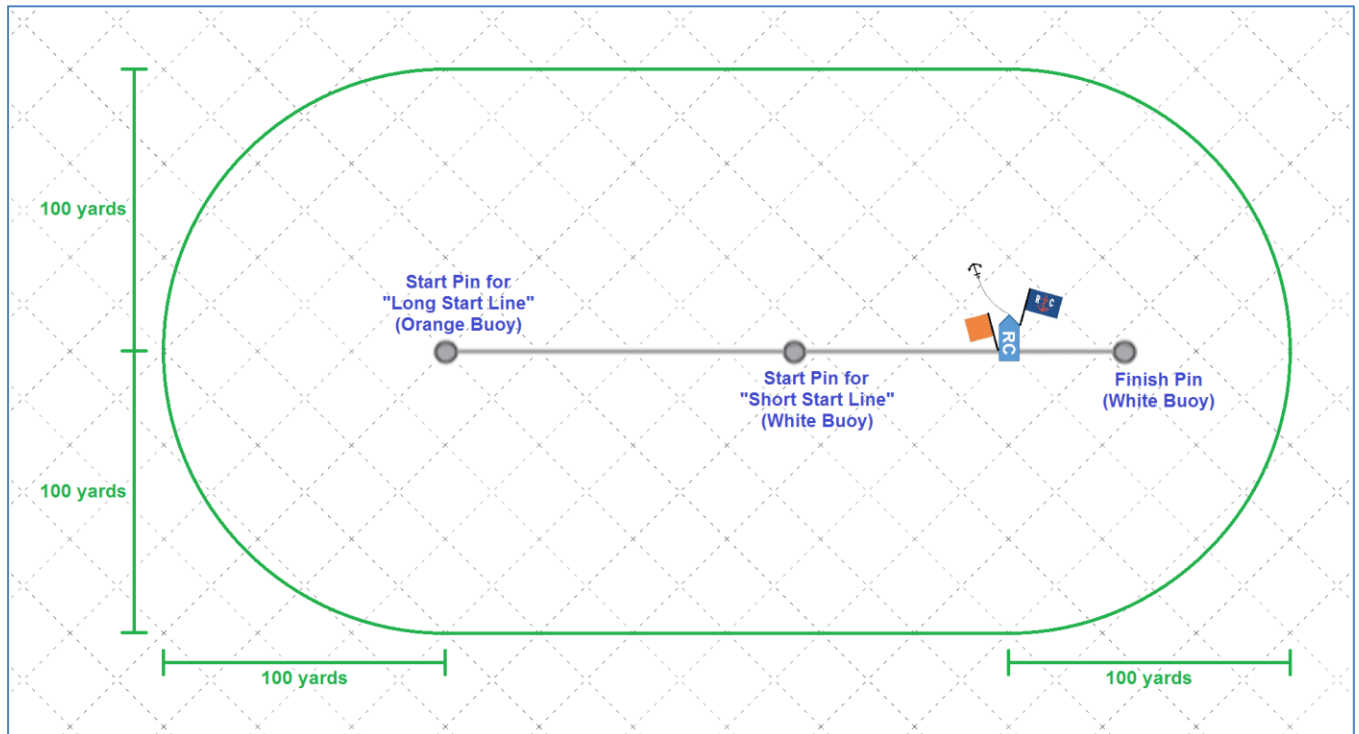 100 yards
Start Pin for
"Long Start Line"
(Orange Buoy)
R C
RC
Start Pin for
"Short Start Line"
(White Buoy)
Finish Pin
(White Buoy)
100 yards
100 yards
100 yards